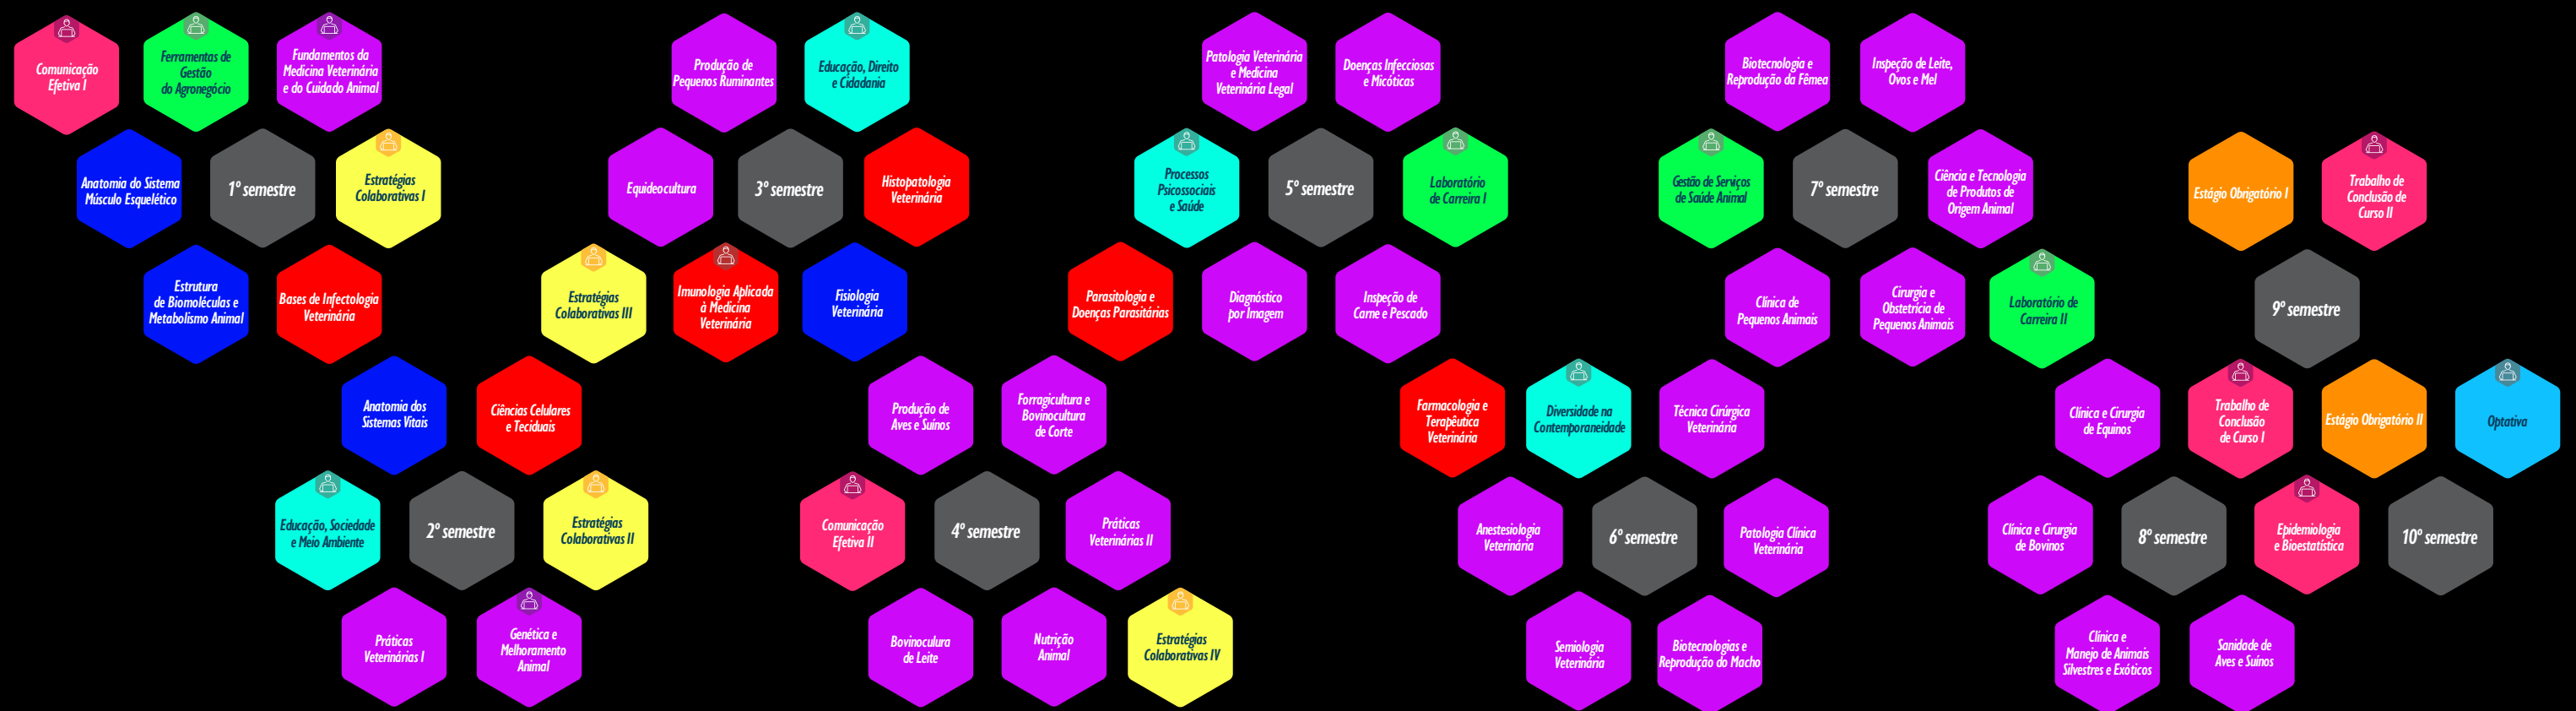 Comunicação
Efetiva I
Ferramentas de
Gestão
do Agronegócio
Fundamentos da
Medicina Veterinária
e do Cuidado Animal
Anatomia do Sistema
Músculo Esquelético
1º semestre
Estratégias
Colaborativas I
Estrutura
de Biomoléculas e
Metabolismo Animal
Bases de Infectologia
Veterinária
Anatomia dos
Sistemas Vitais
Ciências Celulares
e Teciduais
Educação, Sociedade
e Meio Ambiente
2º semestre
Estratégias
Colaborativas II
Práticas
Veterinárias I
Genética e
Melhoramento
Animal
Produção de
Pequenos Ruminantes
Educação, Direito
e Cidadania
Equideocultura
3º semestre
Histopatologia
Veterinária
Estratégias
Colaborativas III
Imunologia Aplicada
à Medicina
Veterinária
Fisiologia
Veterinária
Produção de
Aves e Suínos
Forragicultura e
Bovinocultura
de Corte
Comunicação
Efetiva II
4º semestre
Práticas
Veterinárias II
Bovinoculura
de Leite
Nutrição
Animal
Estratégias
Colaborativas IV
Patologia Veterinária
e Medicina
Veterinária Legal
Doenças Infecciosas
e Micóticas
Processos
Psicossociais
e Saúde
5º semestre
Laboratório
de Carreira I
Parasitologia e
Doenças Parasitárias
Diagnóstico
por Imagem
Inspeção de
Carne e Pescado
Farmacologia e
Terapêutica
Veterinária
Diversidade na
Contemporaneidade
Técnica Cirúrgica
Veterinária
Anestesiologia
Veterinária
6º semestre
Patologia Clínica
Veterinária
Semiologia
Veterinária
Biotecnologias e
Reprodução do Macho
Biotecnologia e
Reprodução da Fêmea
Inspeção de Leite,
Ovos e Mel
Gestão de Serviços
de Saúde Animal
7º semestre
Ciência e Tecnologia
de Produtos de
Origem Animal
Clínica de
Pequenos Animais
Cirurgia e
Obstetrícia de
Pequenos Animais
Laboratório de
Carreira II
Clínica e Cirurgia
de Equinos
Trabalho de
Conclusão
de Curso I
Clínica e Cirurgia
de Bovinos
8º semestre
Epidemiologia
e Bioestatística
Clínica e
Manejo de Animais
Silvestres e Exóticos
Sanidade de
Aves e Suínos
Estágio Obrigatório I
Trabalho de
Conclusão de
Curso II
9º semestre
Estágio Obrigatório II
Optativa
10º semestre